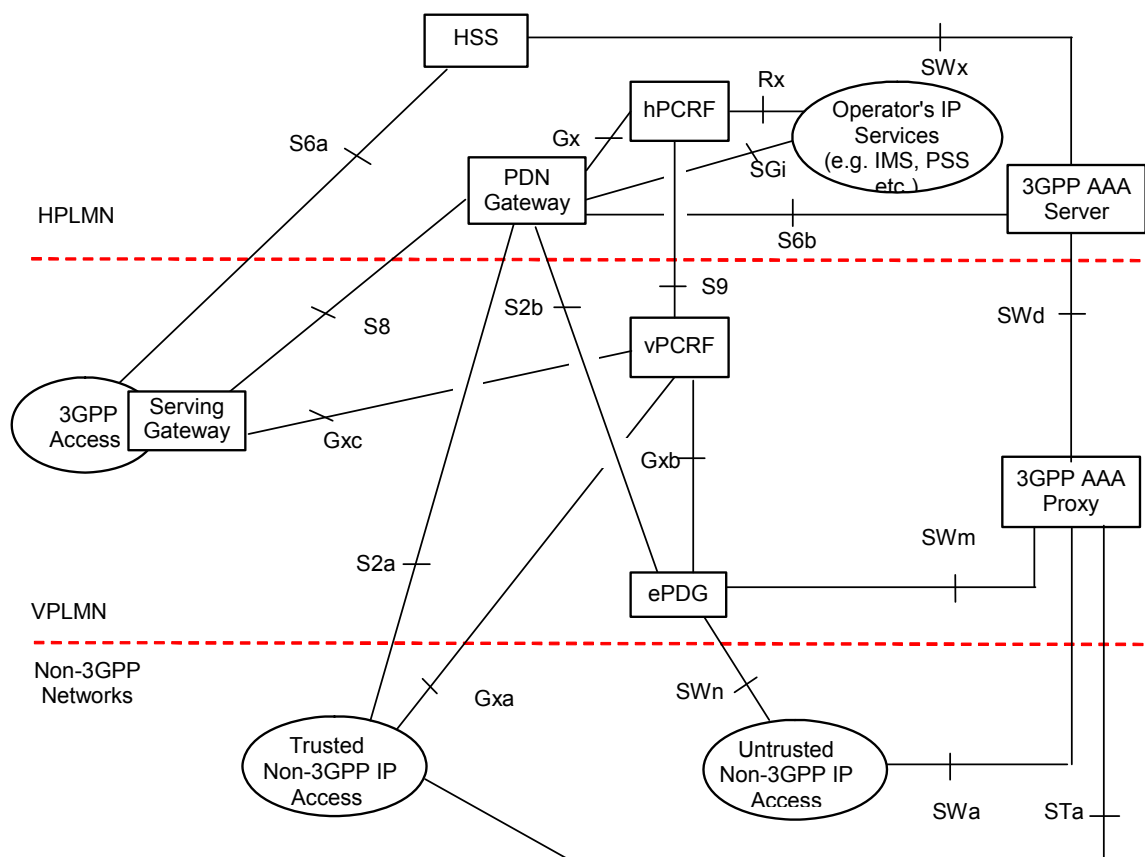 HSS
SWx
Rx
hPCRF
Operator's IP
Services
(e.g. IMS, PSS
etc.)
Gx
S6a
SGi
PDN
Gateway
3GPP AAA
Server
HPLMN
S6b
S2b
S9
S8
SWd
vPCRF
3GPP
Access
Serving
Gateway
Gxc
Gxb
3GPP AAA
Proxy
SWm
S2a
ePDG
VPLMN
Non-3GPP
Networks
Gxa
SWn
Trusted
Non-3GPP IP
Access
Untrusted
Non-3GPP IP
Access
SWa
STa